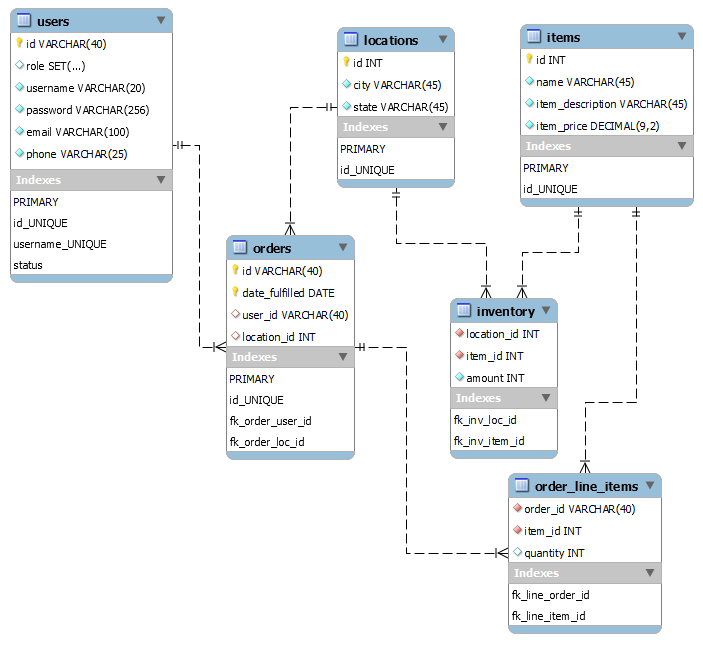 users
id VARCHAR(40)
role SET(...)
username VARCHAR(20)
password VARCHAR(256)
email VARCHAR(100)
phone VARCHAR(25)
Indexes
PRIMARY
id_UNIQUE
username_UNIQUE
status
locations
id INT
city VARCHAR(45)
state VARCHAR(45)
Indexes
PRIMARY
id_UNIQUE
items
id INT
name VARCHAR(45)
item_description VARCHAR(45)
item_price DECIMAL(9,2)
Indexes
PRIMARY
id_UNIQUE
orders
id VARCHAR(40)
date_fulfilled DATE
user_id VARCHAR(40)
location_id INT
Indexes
PRIMARY
id_UNIQUE
fk_order_user_id
fk_order_loc_id
inventory
location_id INT
item_id INT
amount INT
Indexes
fk_inv_loc_id
fk_inv_item_id
order_line_items
order_id VARCHAR(40)
item_id INT
quantity INT
Indexes
fk_line_order_id
fk_line_item_id